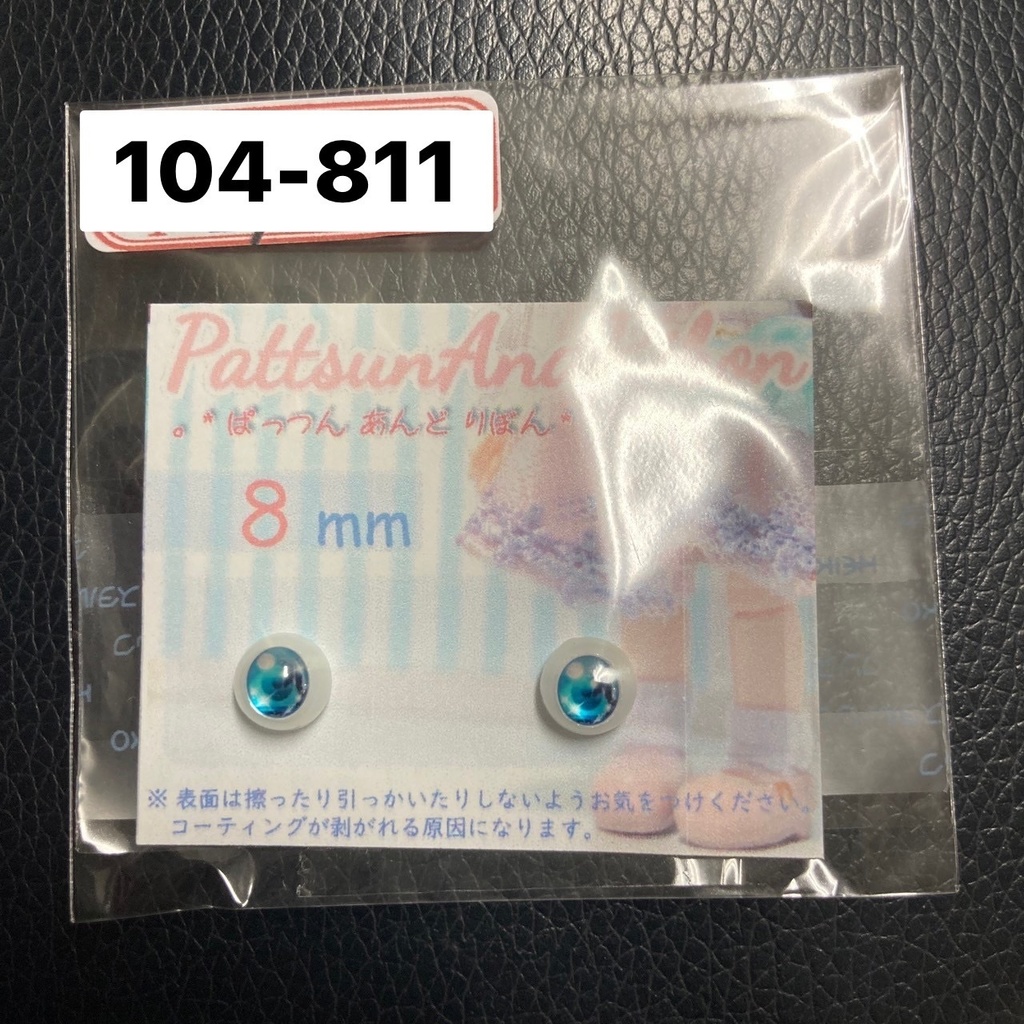 104-811
PattsunAnd
。*ぱっつん あんど りぼん*
8 mm
HEIKO
※ 表面は擦ったり引っかいたりしないようお気をつけください。
コーティングが剥がれる原因になります。